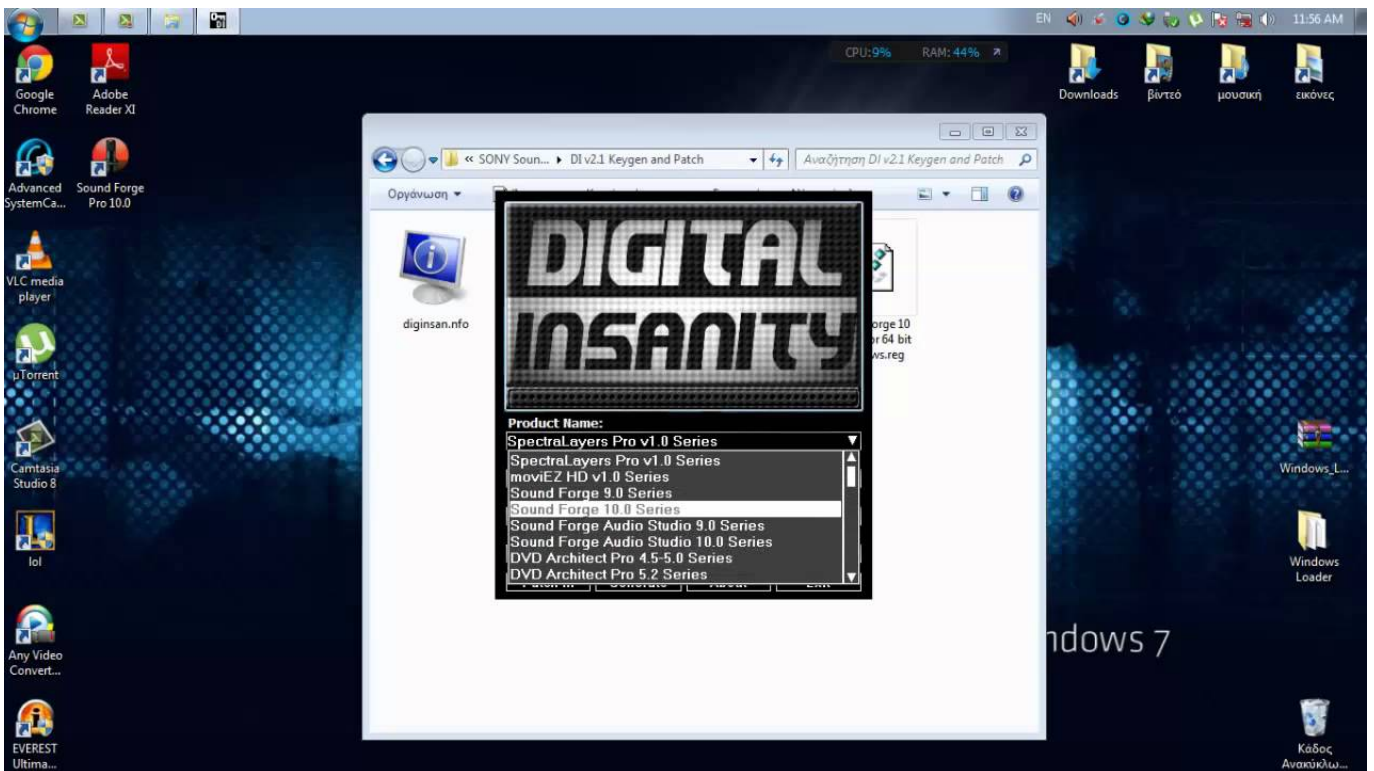 EN
11:56 AM
CPU:9% RAM: 44%
Google
Chrome
Adobe
Reader XI
Downloads
βίντεό
μουσική
εικόνες
Advanced
SystemCa...
Sound Forge
Pro 10.0
« SONY Soun... DI v2.1 Keygen and Patch
Αναζήτηση DI v2.1 Keygen and Patch
Οργάνωση
VLC media
player
diginsan.nfo
DIGITAL
INSANITY
orge 10
or 64 bit
ws.reg
µTorrent
Product Name:
SpectraLayers Pro v1.0 Series
SpectraLayers Pro v1.0 Series
moviEZ HD v1.0 Series
Sound Forge 9.0 Series
Sound Forge 10.0 Series
Sound Forge Audio Studio 9.0 Series
Sound Forge Audio Studio 10.0 Series
DVD Architect Pro 4.5-5.0 Series
DVD Architect Pro 5.2 Series
Camtasia
Studio 8
Windows_L...
lol
Windows
Loader
Any Video
Convert...
ndows 7
EVEREST
Ultima...
Κάδος
Ανακύκλω...